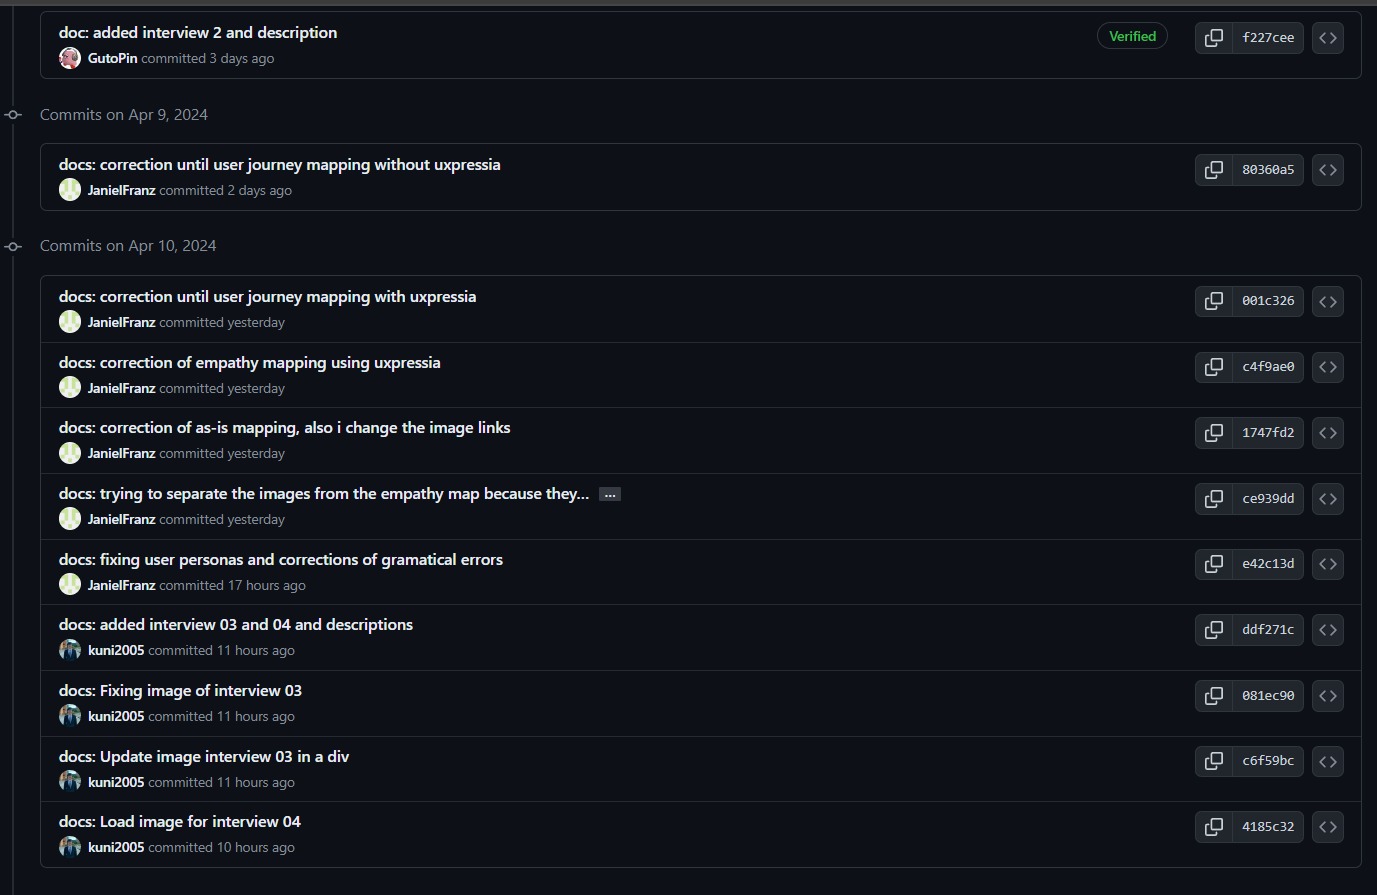 doc: added interview 2 and description
Verified
f227cee
GutoPin committed 3 days ago
Commits on Apr 9, 2024
docs: correction until user journey mapping without uxpressia
80360a5
JanielFranz committed 2 days ago
Commits on Apr 10, 2024
docs: correction until user journey mapping with uxpressia
001c326
JanielFranz committed yesterday
docs: correction of empathy mapping using uxpressia
c4f9ae0
JanielFranz committed yesterday
docs: correction of as-is mapping, also i change the image links
1747fd2
JanielFranz committed yesterday
docs: trying to separate the images from the empathy map because they... ...
ce939dd
JanielFranz committed yesterday
docs: fixing user personas and corrections of gramatical errors
e42c13d
JanielFranz committed 17 hours ago
docs: added interview 03 and 04 and descriptions
ddf271c
kuni2005 committed 11 hours ago
docs: Fixing image of interview 03
081ec90
kuni2005 committed 11 hours ago
docs: Update image interview 03 in a div
c6f59bc
kuni2005 committed 11 hours ago
docs: Load image for interview 04
4185c32
kuni2005 committed 10 hours ago